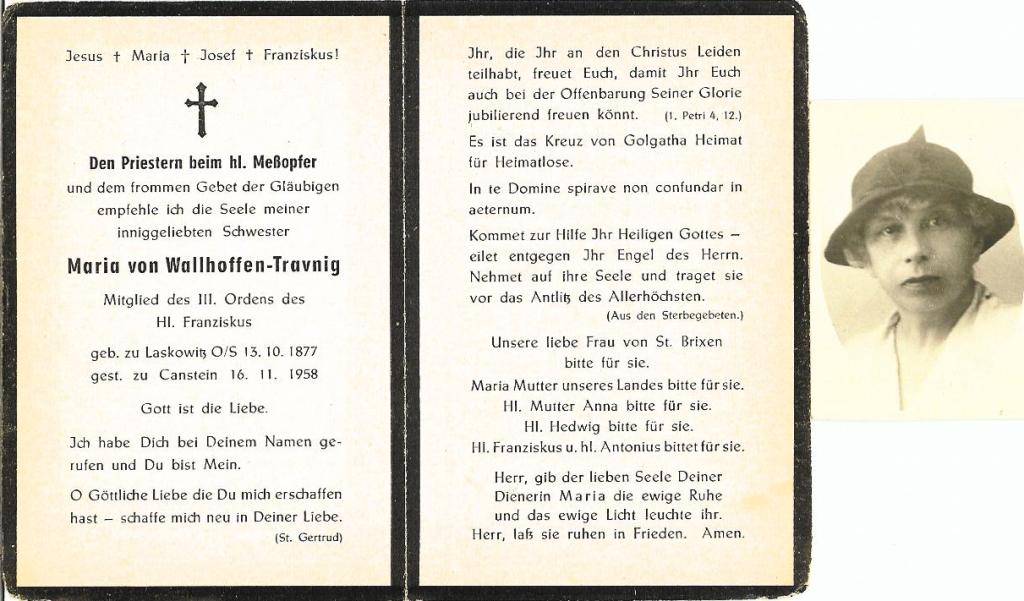 Jesus † Maria † Josef † Franziskus!
Den Priestern beim hl. Meßopfer
und dem frommen Gebet der Gläubigen
empfehle ich die Seele meiner
inniggeliebten Schwester
Maria von Wallhoffen-Travnig
Mitglied des III. Ordens des
Hl. Franziskus
geb. zu Laskowitz O/S 13. 10. 1877
gest. zu Canstein 16. 11. 1958
Gott ist die Liebe.
Ich habe Dich bei Deinem Namen ge-
rufen und Du bist Mein.
O Göttliche Liebe die Du mich erschaffen
hast – schaffe mich neu in Deiner Liebe.
(St. Gertrud)
Ihr, die Ihr an den Christus Leiden
teilhabt, freuet Euch, damit Ihr Euch
auch bei der Offenbarung Seiner Glorie
jubilierend freuen könnt. (1. Petri 4, 12.)
Es ist das Kreuz von Golgatha Heimat
für Heimatlose.
In te Domine spirave non confundar in
aeternum.
Kommet zur Hilfe Ihr Heiligen Gottes –
eilet entgegen Ihr Engel des Herrn.
Nehmet auf ihre Seele und traget sie
vor das Antlitz des Allerhöchsten.
(Aus den Sterbegebeten.)
Unsere liebe Frau von St. Brixen
bitte für sie.
Maria Mutter unseres Landes bitte für sie.
Hl. Mutter Anna bitte für sie.
Hl. Hedwig bitte für sie.
Hl. Franziskus u. hl. Antonius bittet für sie.
Herr, gib der lieben Seele Deiner
Dienerin Maria die ewige Ruhe
und das ewige Licht leuchte ihr.
Herr, laß sie ruhen in Frieden. Amen.